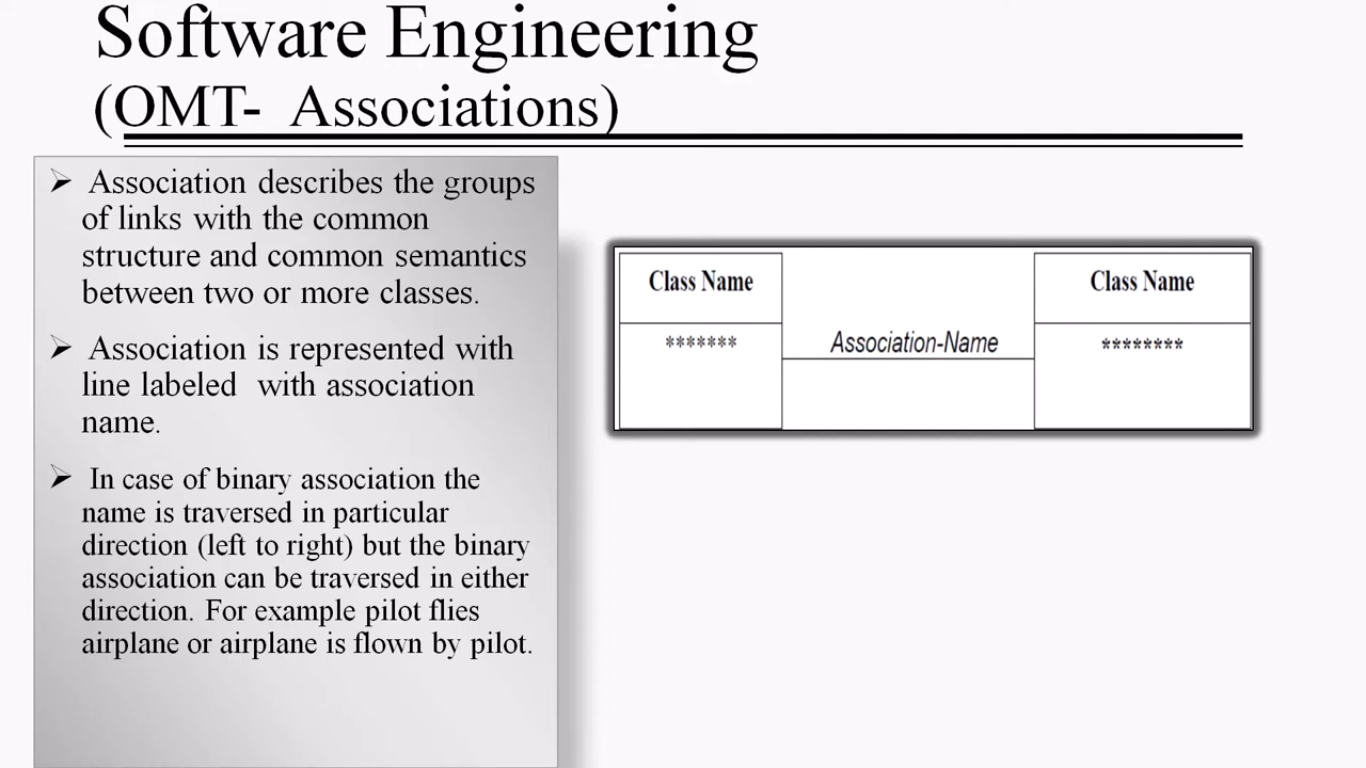 Software Engineering
(OMT- Associations)
➢ Association describes the groups
of links with the common
structure and common semantics
between two or more classes.
➢ Association is represented with
line labeled with association
name.
➢ In case of binary association the
name is traversed in particular
direction (left to right) but the binary
association can be traversed in either
direction. For example pilot flies
airplane or airplane is flown by pilot.
Class Name
*******
Association-Name
Class Name
********